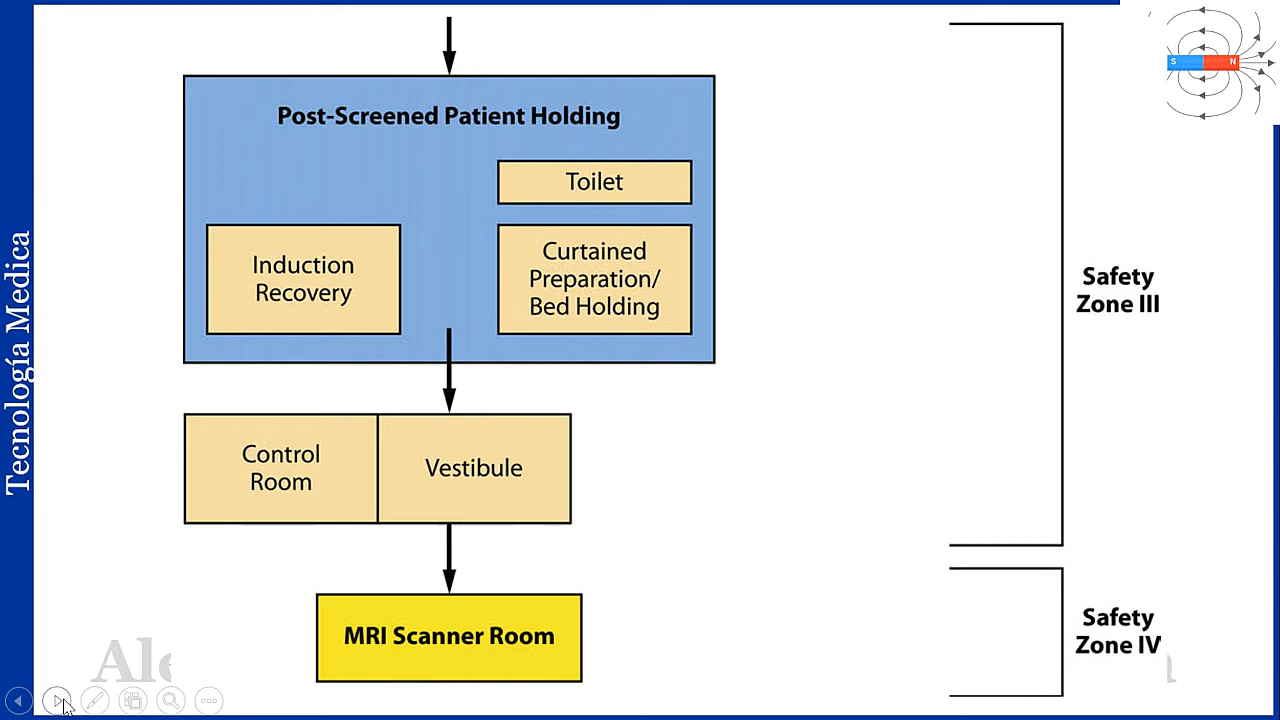 Post-Screened Patient Holding
Toilet
Induction
Recovery
Curtained
Preparation/
Bed Holding
Control
Room
Vestibule
MRI Scanner Room
Safety
Zone III
Safety
Zone IV
Tecnología Medica
S
N